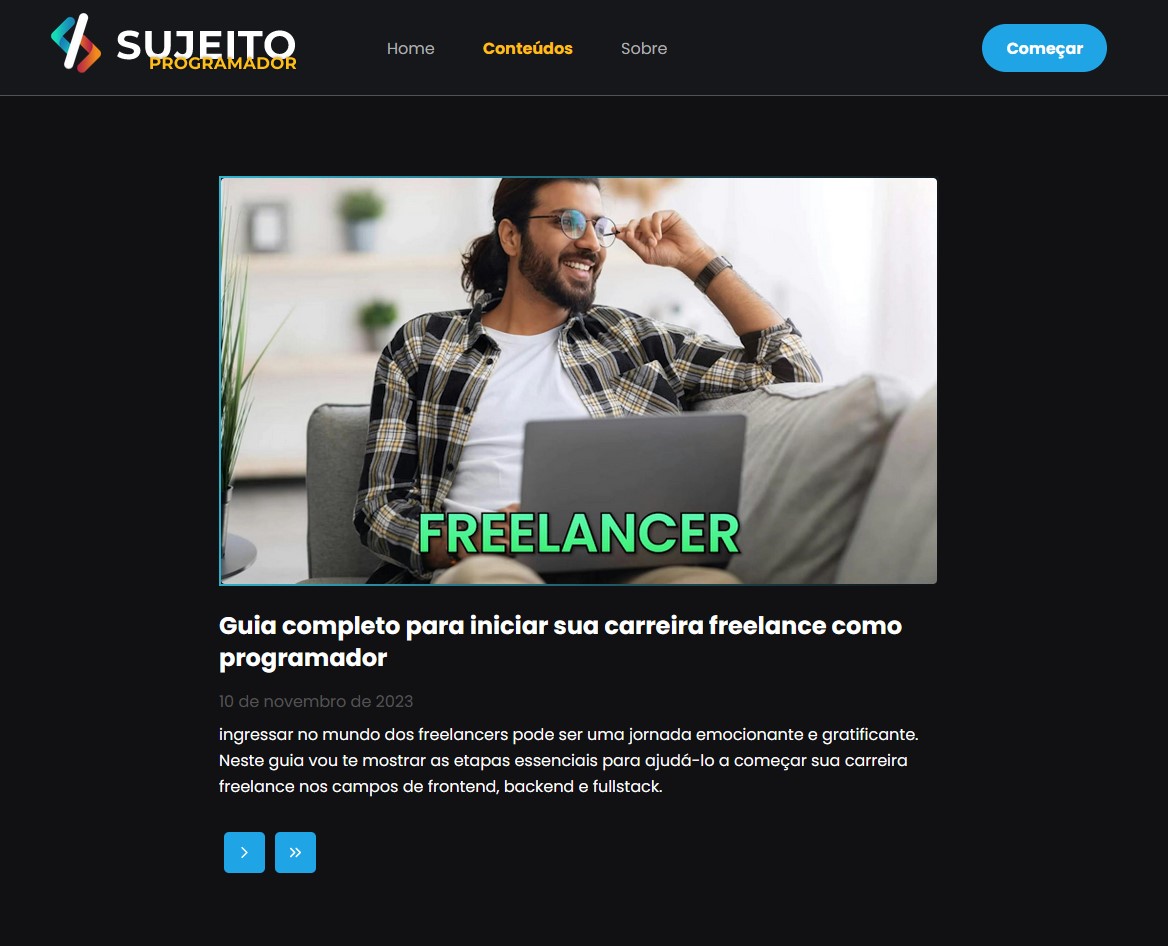 SUJEITO
PROGRAMADOR
Home
Conteúdos
Sobre
Começar
FREELANCER
Guia completo para iniciar sua carreira freelance como
programador
10 de novembro de 2023
ingressar no mundo dos freelancers pode ser uma jornada emocionante e gratificante.
Neste guia vou te mostrar as etapas essenciais para ajudá-lo a começar sua carreira
freelance nos campos de frontend, backend e fullstack.